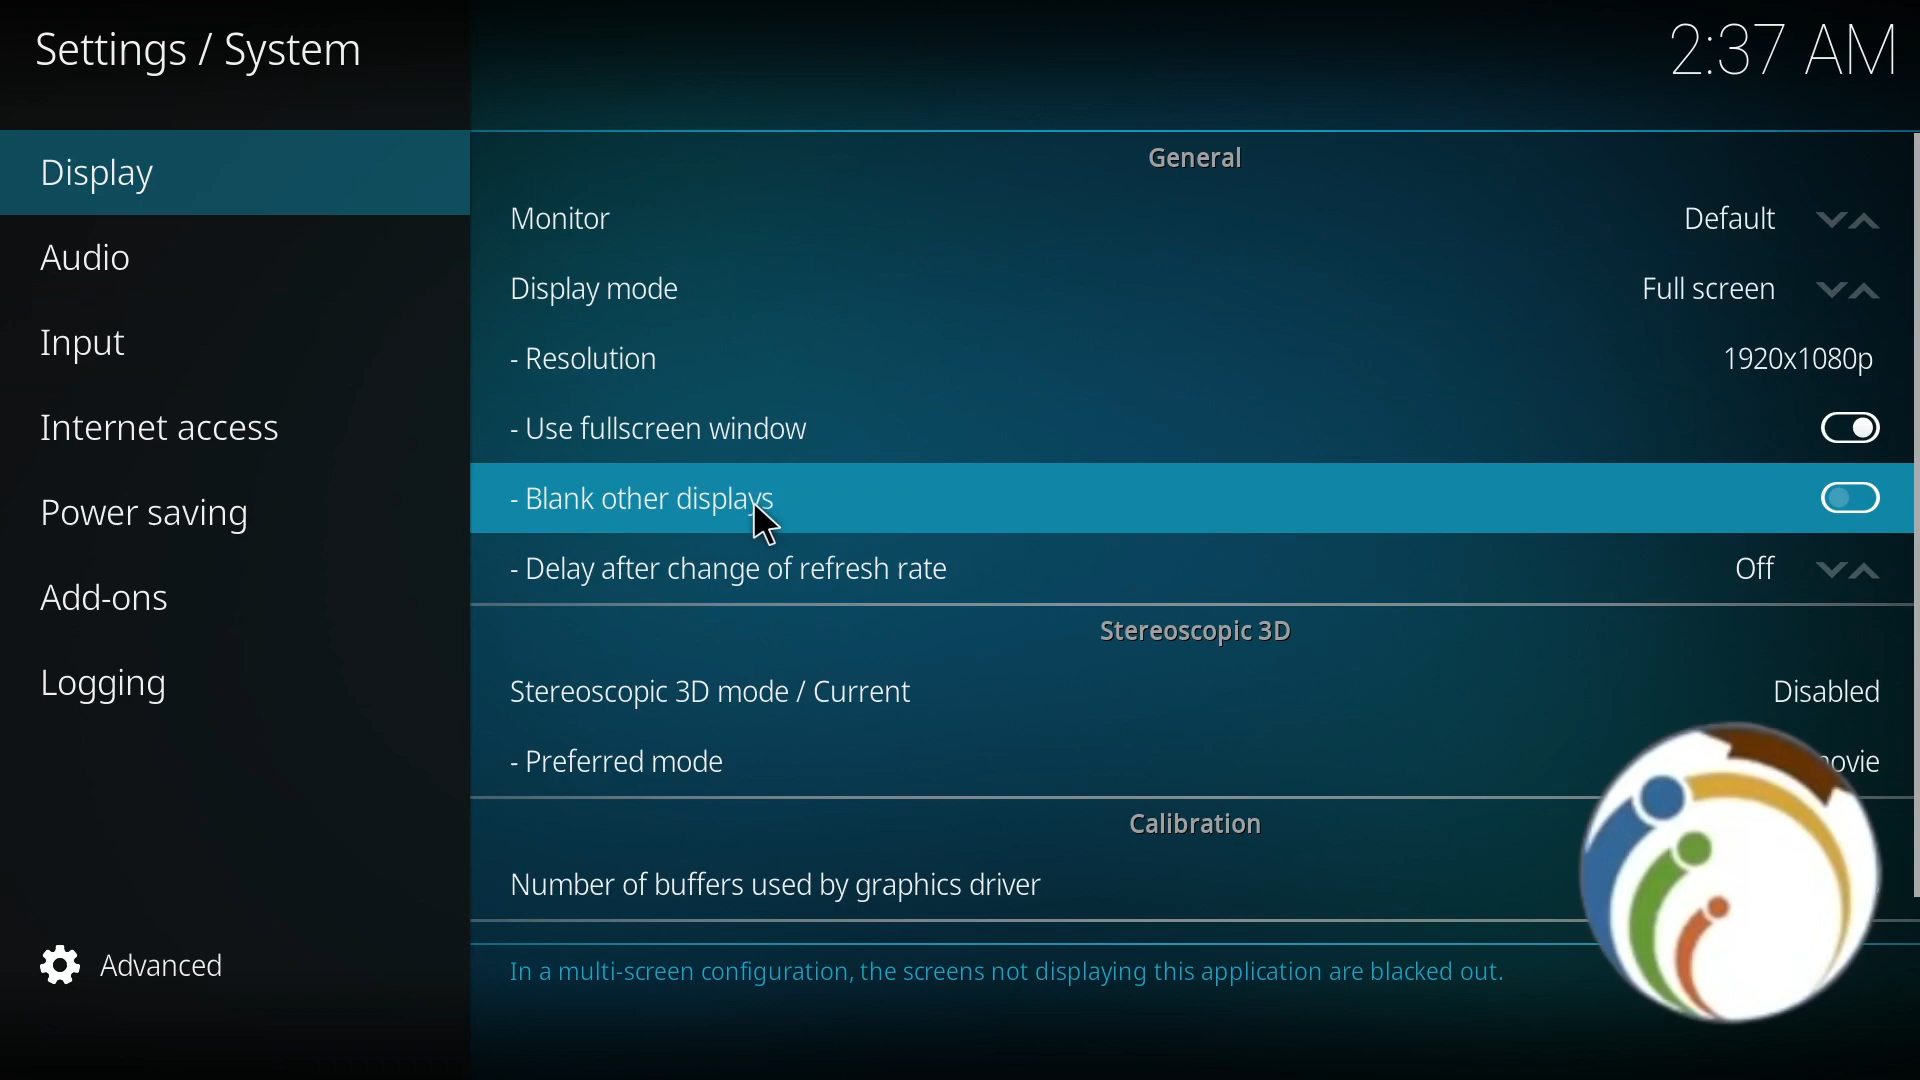 Settings / System
2:37 AM
Display
Audio
Input
Internet access
Power saving
Add-ons
Logging
Advanced
General
Monitor Default
Display mode Full screen
- Resolution 1920x1080p
- Use fullscreen window
- Blank other displays
- Delay after change of refresh rate Off
Stereoscopic 3D
Stereoscopic 3D mode / Current Disabled
- Preferred mode
Calibration
Number of buffers used by graphics driver
In a multi-screen configuration, the screens not displaying this application are blacked out.